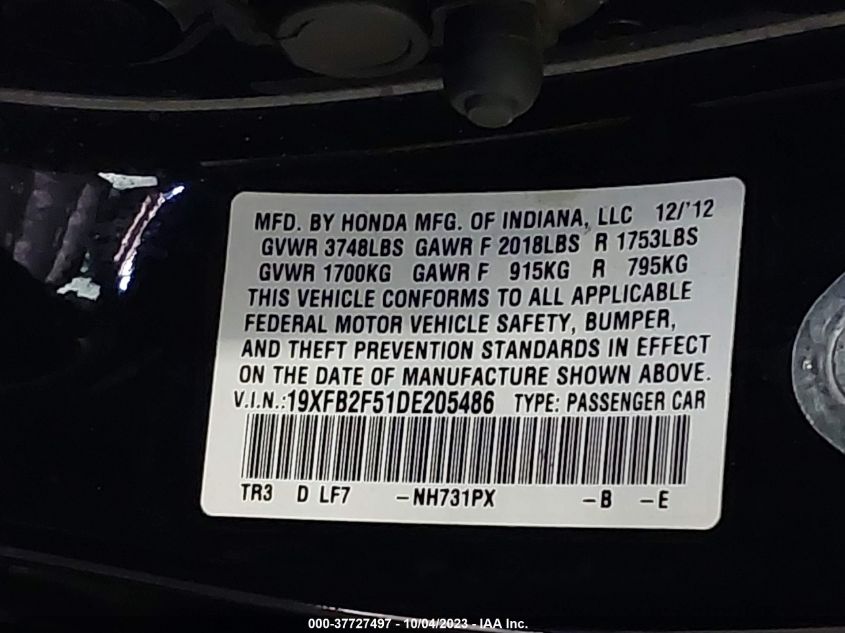 MFD. BY HONDA MFG. OF INDIANA, LLC 12/'12
GVWR 3748LBS GAWR F 2018LBS R 1753LBS
GVWR 1700KG GAWR F 915KG R 795KG
THIS VEHICLE CONFORMS TO ALL APPLICABLE
FEDERAL MOTOR VEHICLE SAFETY, BUMPER,
AND THEFT PREVENTION STANDARDS IN EFFECT
ON THE DATE OF MANUFACTURE SHOWN ABOVE.
V.I.N.:19XFB2F51DE205486 TYPE: PASSENGER CAR
TR3 D LF7 -NH731PX -B -E
000-37727497 - 10/04/2023 - IAA Inc.